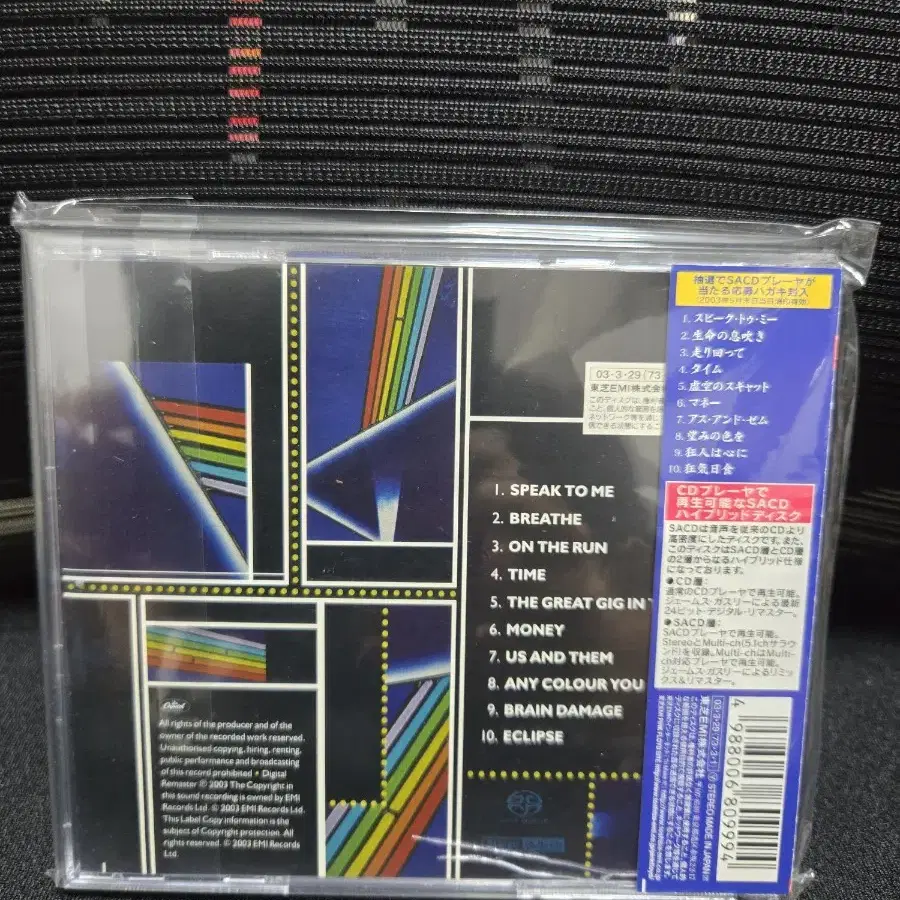 抽選でSACDプレーヤが
当たる応募ハガキ封入
1. スピーク・トゥ・ミー
2. 生命の息吹き
3. 走り回って
4. タイム
5. 虚空のスキャット
6. マネー
7. アス・アンド・ゼム
8. 望みの色を
9. 狂人は心に
10. 狂気日食
CDプレーヤで
再生可能なSACD
ハイブリッドディスク
SACDは音声を従来のCDより
高密度にしたディスクです。また、
このディスクはSACD層とCD層
の2層からなるハイブリッド仕様
になっております。
●CD層:
通常のCDプレーヤで再生可能。
ジェームス・ガスリーによる最新
24ビット・デジタル・リマスター。
●SACD層:
SACDプレーヤで再生可能。
StereoとMulti-ch(5.1chサラウ
ンド)を収録。Multi-chはMulti-
ch対応プレーヤで再生可能。
ジェームス・ガスリーによるリミッ
クス&リマスター。
03・3・29 (73
東芝EMI株式会
1. SPEAK TO ME
2. BREATHE
3. ON THE RUN
4. TIME
5. THE GREAT GIG IN
6. MONEY
7. US AND THEM
8. ANY COLOUR YOU
9. BRAIN DAMAGE
10. ECLIPSE
Capitol
All rights of the producer and of the
owner of the recorded work reserved.
Unauthorised copying, hiring, renting,
public performance and broadcasting
of this record prohibited • Digital
Remaster ℗ 2003 The Copyright in
this sound recording is owned by EMI
Records Ltd. © 2003 EMI Records Ltd.
This Label Copy information is the
subject of Copyright protection. All
rights reserved. © 2003 EMI Records
Ltd.
東芝EMI株式会社
STEREO MADE IN JAPAN
4988006809994